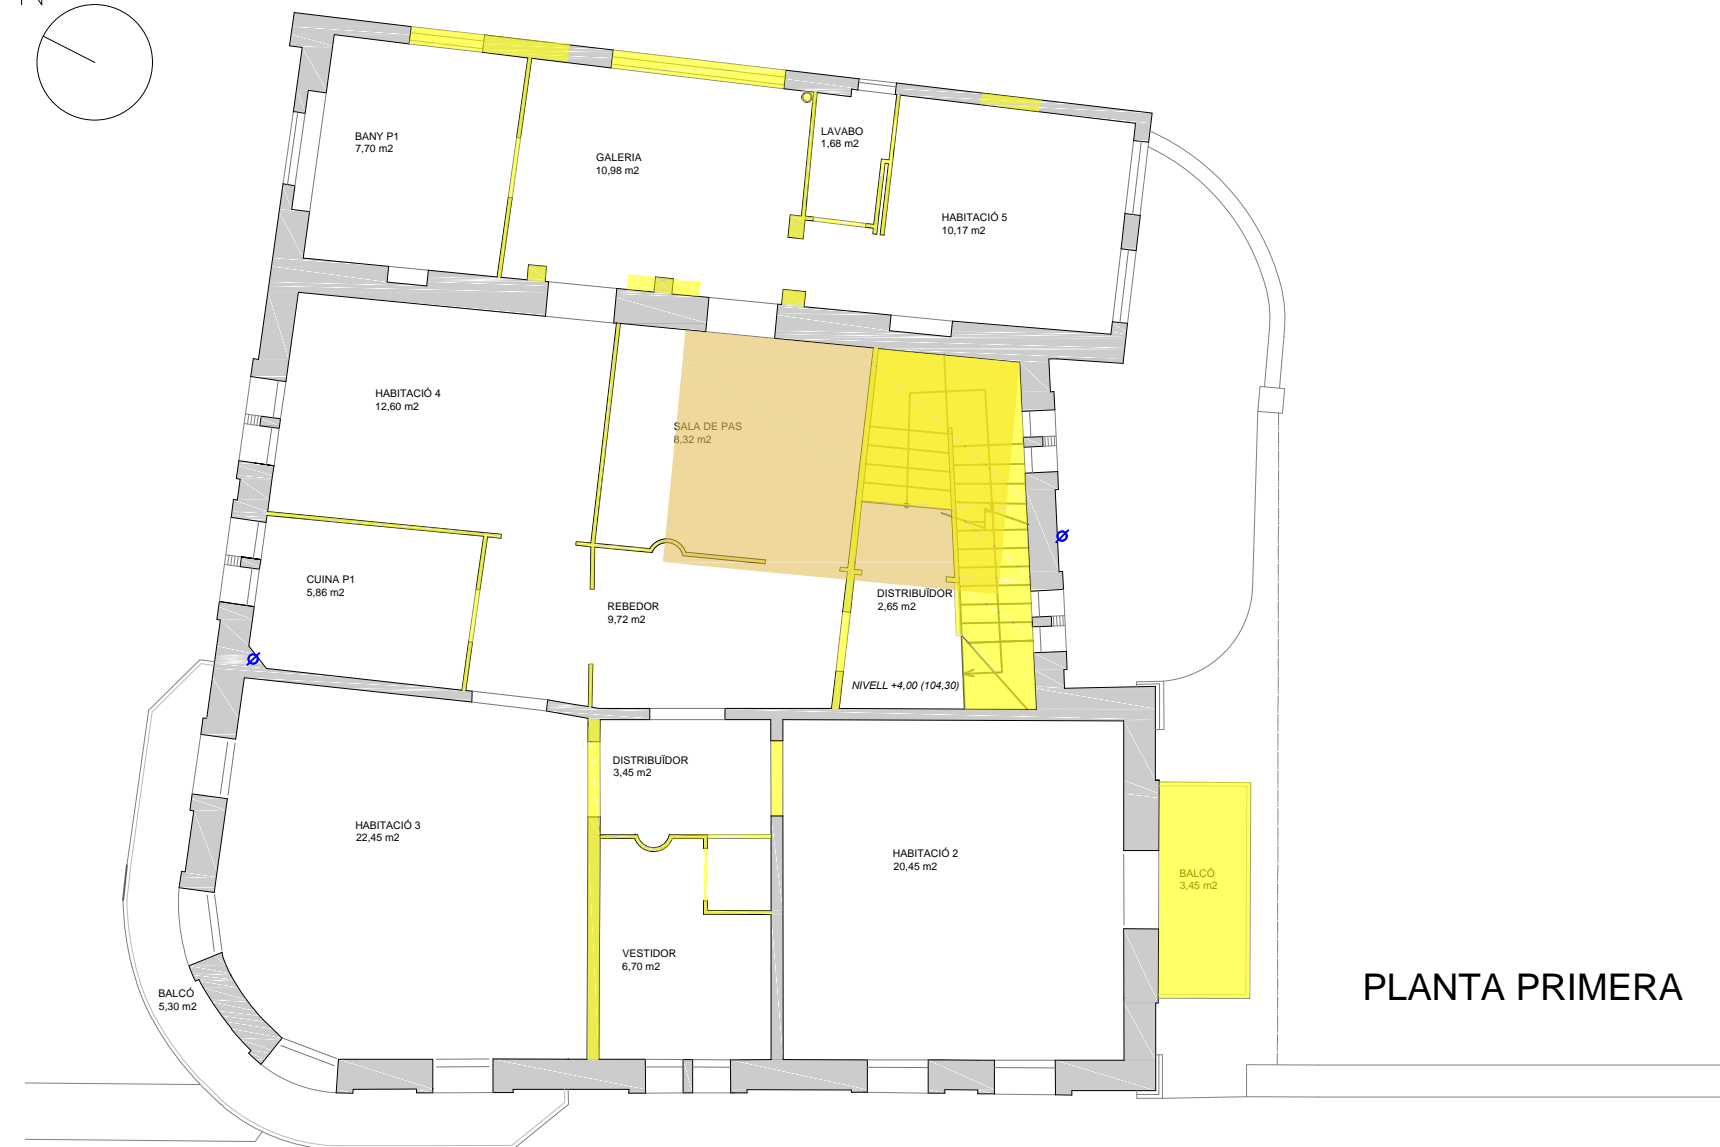 N
BANY P1
7,70 m2
GALERIA
10,98 m2
LAVABO
1,68 m2
HABITACIÓ 5
10,17 m2
HABITACIÓ 4
12,60 m2
SALA DE PAS
8,32 m2
CUINA P1
5,86 m2
REBEDOR
9,72 m2
DISTRIBUÏDOR
2,65 m2
NIVELL +4,00 (104,30)
DISTRIBUÏDOR
3,45 m2
HABITACIÓ 3
22,45 m2
HABITACIÓ 2
20,45 m2
BALCÓ
3,45 m2
VESTIDOR
6,70 m2
BALCÓ
5,30 m2
PLANTA PRIMERA